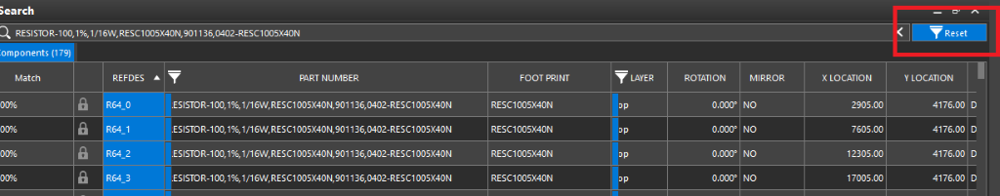 Search
RESISTOR-100,1%,1/16W,RESC1005X40N,901136,0402-RESC1005X40N
Reset
omponents (179)
Match REFDES PART NUMBER FOOT PRINT LAYER ROTATION MIRROR X LOCATION Y LOCATION
00% R64_0 .ESISTOR-100,1%,1/16W,RESC1005X40N,901136,0402-RESC1005X40N RESC1005X40N op 0.000° NO 2905.00 4176.00 D
00% R64_1 .ESISTOR-100,1%,1/16W,RESC1005X40N,901136,0402-RESC1005X40N RESC1005X40N op 0.000° NO 7605.00 4176.00 D
00% R64_2 .ESISTOR-100,1%,1/16W,RESC1005X40N,901136,0402-RESC1005X40N RESC1005X40N op 0.000° NO 12305.00 4176.00 D
00% R64_3 .ESISTOR-100,1%,1/16W,RESC1005X40N,901136,0402-RESC1005X40N RESC1005X40N op 0.000° NO 17005.00 4176.00 D